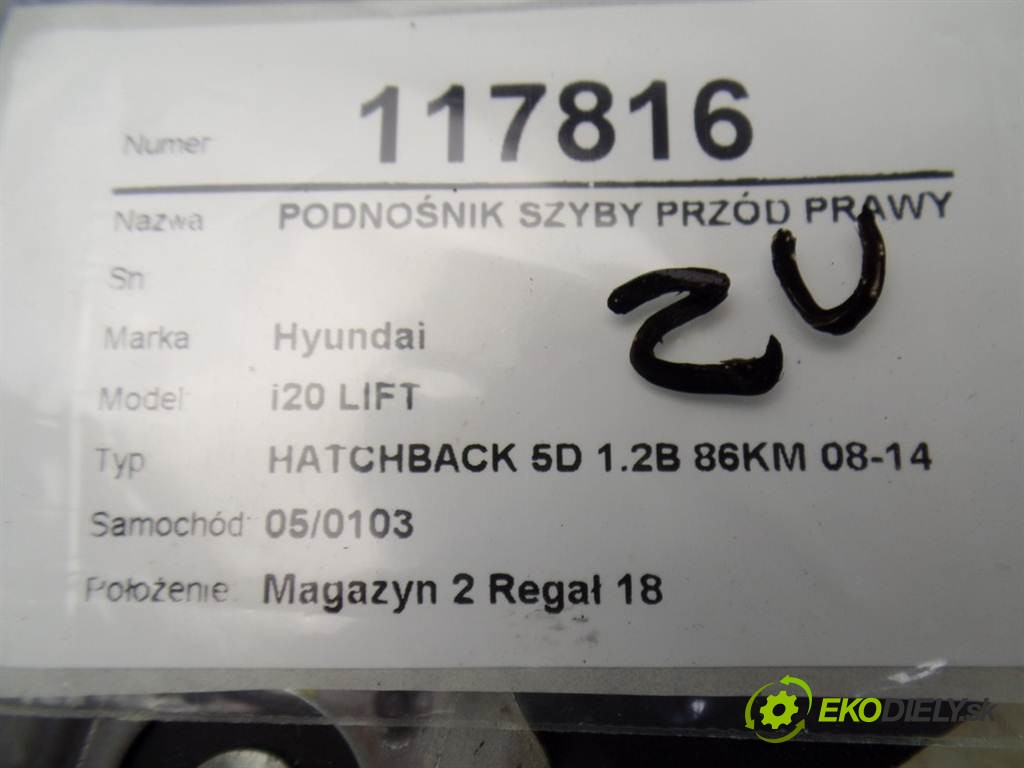 Numer 117816
Nazwa PODNOŚNIK SZYBY PRZÓD PRAWY
Sn
Marka Hyundai
Model: i20 LIFT
Typ HATCHBACK 5D 1.2B 86KM 08-14
Samochód: 05/0103
Położenie: Magazyn 2 Regał 18
ZU
EKODIELY.sk